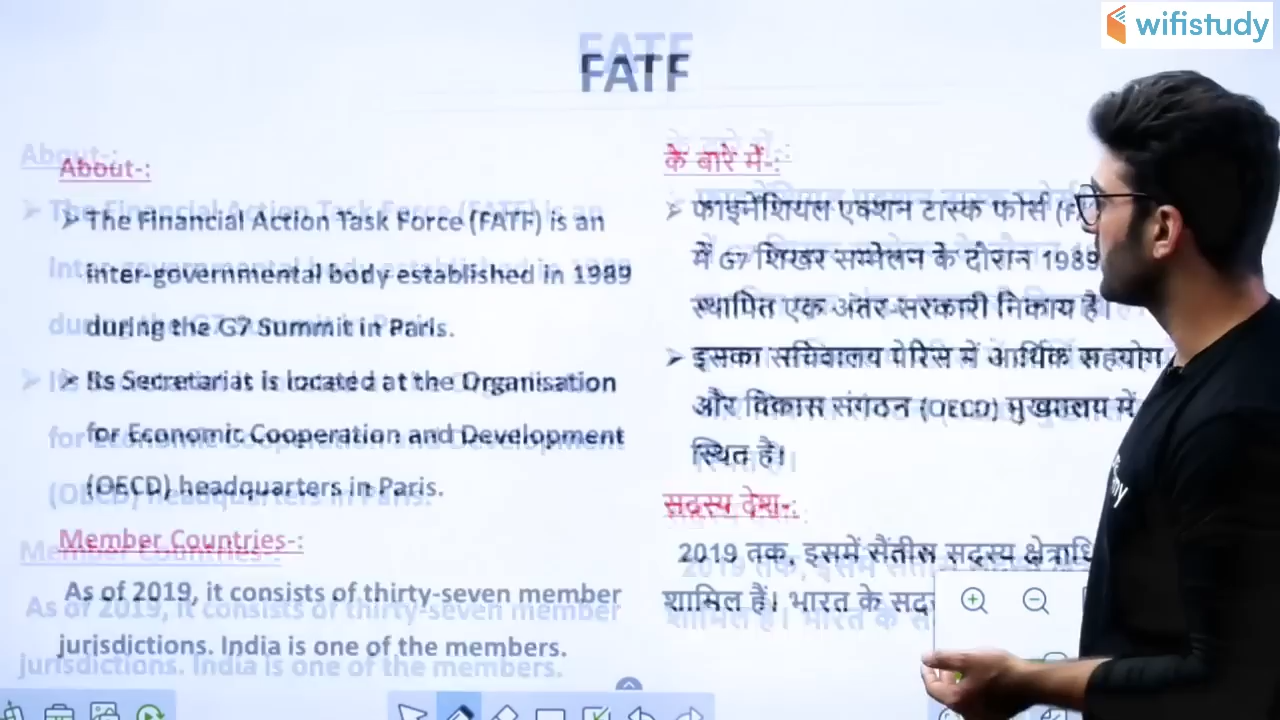 wifistudy
FATF
About-:
➢ The Financial Action Task Force (FATF) is an
inter-governmental body established in 1989
during the G7 Summit in Paris.
➢ Its Secretariat is located at the Organisation
for Economic Cooperation and Development
(OECD) headquarters in Paris.
Member Countries-:
As of 2019, it consists of thirty-seven member
jurisdictions. India is one of the members.
के बारे में-:
➢ फाइनेंशियल एक्शन टास्क फोर्स
में G7 शिखर सम्मेलन के दौरान 1989
स्थापित एक अंतर-सरकारी निकाय है।
➢ इसका सचिवालय पेरिस में आर्थिक सहयोग
और विकास संगठन (OECD) मुख्यालय में
स्थित है।
सदस्य देश-:
2019 तक, इसमें सैंतीस सदस्य
शामिल हैं। भारत के